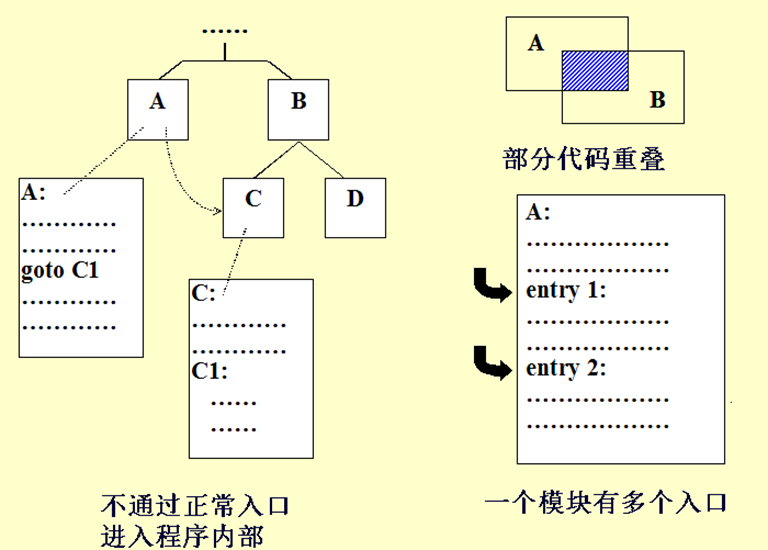 ……
A
B
C
D
A:
…………
…………
goto C1
…………
…………
C:
…………
…………
C1:
……
……
不通过正常入口
进入程序内部
A
B
部分代码重叠
A:
………………
………………
entry 1:
………………
………………
entry 2:
………………
………………
一个模块有多个入口